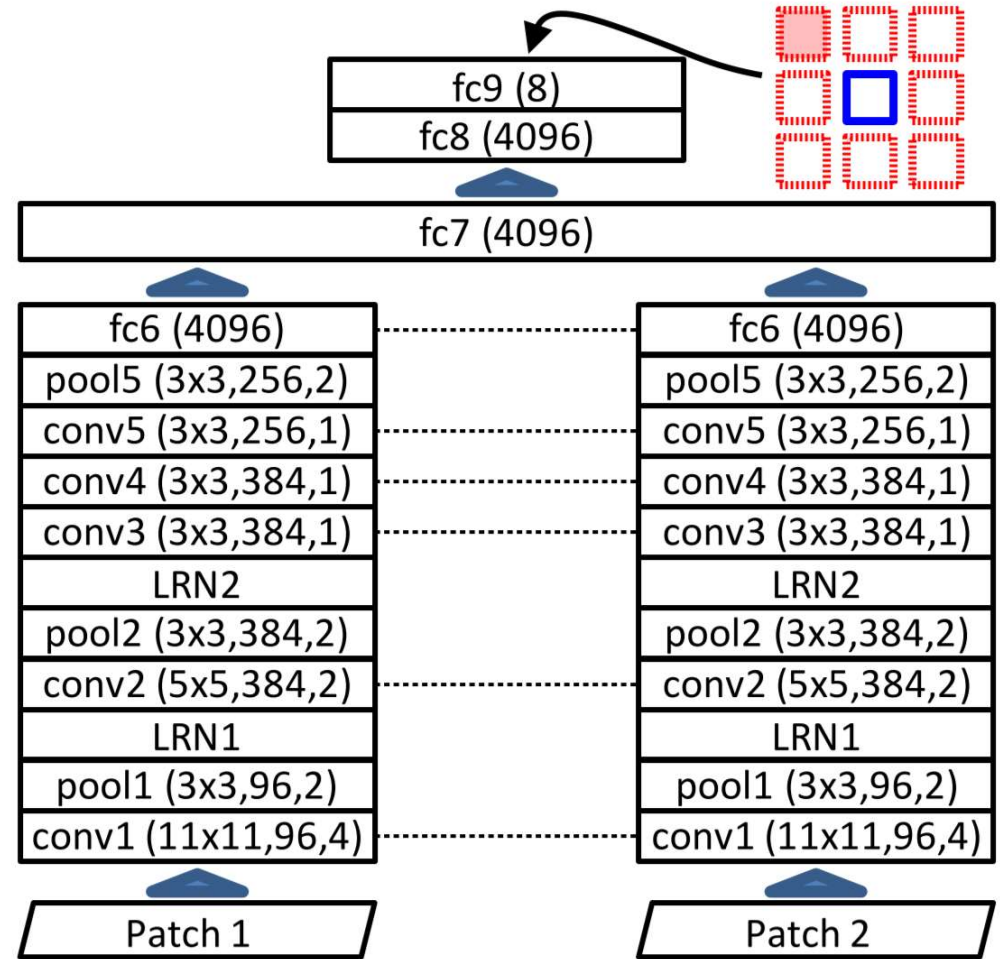 fc9 (8)
fc8 (4096)
fc7 (4096)
fc6 (4096)
pool5 (3x3,256,2)
conv5 (3x3,256,1)
conv4 (3x3,384,1)
conv3 (3x3,384,1)
LRN2
pool2 (3x3,384,2)
conv2 (5x5,384,2)
LRN1
pool1 (3x3,96,2)
conv1 (11x11,96,4)
Patch 1
fc6 (4096)
pool5 (3x3,256,2)
conv5 (3x3,256,1)
conv4 (3x3,384,1)
conv3 (3x3,384,1)
LRN2
pool2 (3x3,384,2)
conv2 (5x5,384,2)
LRN1
pool1 (3x3,96,2)
conv1 (11x11,96,4)
Patch 2